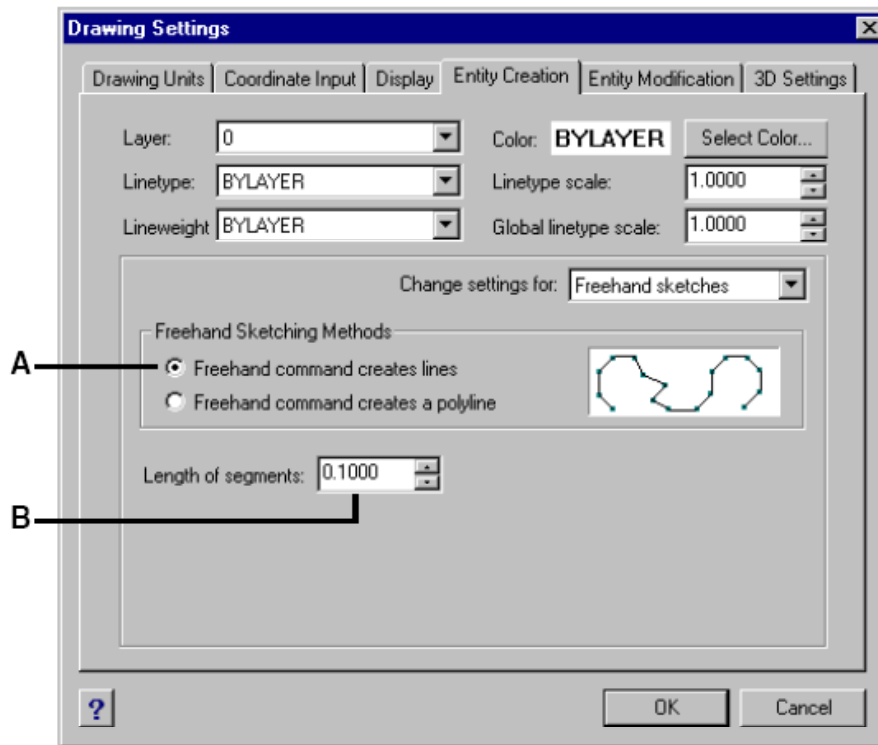 Drawing Settings
Drawing Units Coordinate Input Display Entity Creation Entity Modification 3D Settings
Layer: 0 Color: BYLAYER Select Color...
Linetype: BYLAYER Linetype scale: 1.0000
Lineweight BYLAYER Global linetype scale: 1.0000
Change settings for: Freehand sketches
Freehand Sketching Methods
A Freehand command creates lines
Freehand command creates a polyline
Length of segments: 0.1000
B
? OK Cancel